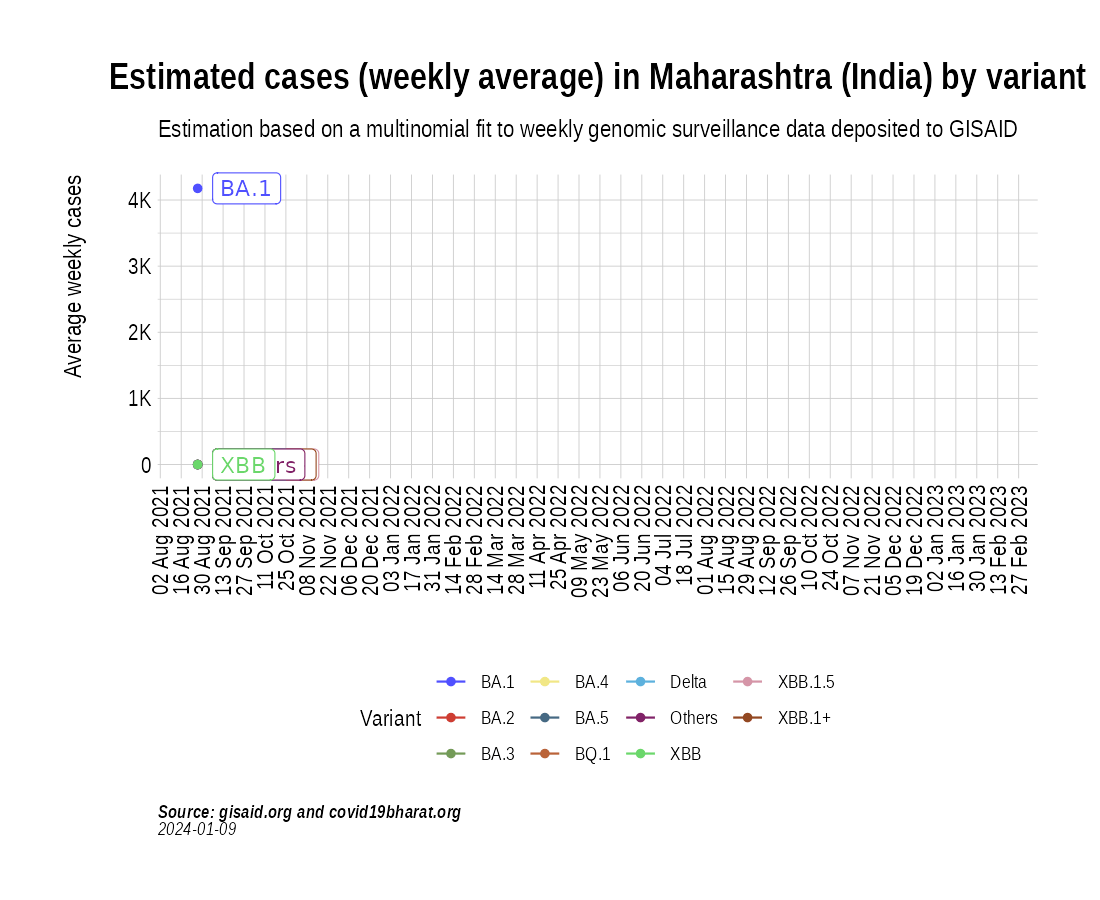 Estimated cases (weekly average) in Maharashtra (India) by variant
Estimation based on a multinomial fit to weekly genomic surveillance data deposited to GISAID
Average weekly cases
4K
3K
2K
1K
0
BA.1
XBB
rs
02 Aug 2021
16 Aug 2021
30 Aug 2021
13 Sep 2021
27 Sep 2021
11 Oct 2021
25 Oct 2021
08 Nov 2021
22 Nov 2021
06 Dec 2021
20 Dec 2021
03 Jan 2022
17 Jan 2022
31 Jan 2022
14 Feb 2022
28 Feb 2022
14 Mar 2022
28 Mar 2022
11 Apr 2022
25 Apr 2022
09 May 2022
23 May 2022
06 Jun 2022
20 Jun 2022
04 Jul 2022
18 Jul 2022
01 Aug 2022
15 Aug 2022
29 Aug 2022
12 Sep 2022
26 Sep 2022
10 Oct 2022
24 Oct 2022
07 Nov 2022
21 Nov 2022
05 Dec 2022
19 Dec 2022
02 Jan 2023
16 Jan 2023
30 Jan 2023
13 Feb 2023
27 Feb 2023
Variant
BA.1
BA.2
BA.3
BA.4
BA.5
BQ.1
Delta
Others
XBB
XBB.1.5
XBB.1+
Source: gisaid.org and covid19bharat.org
2024-01-09